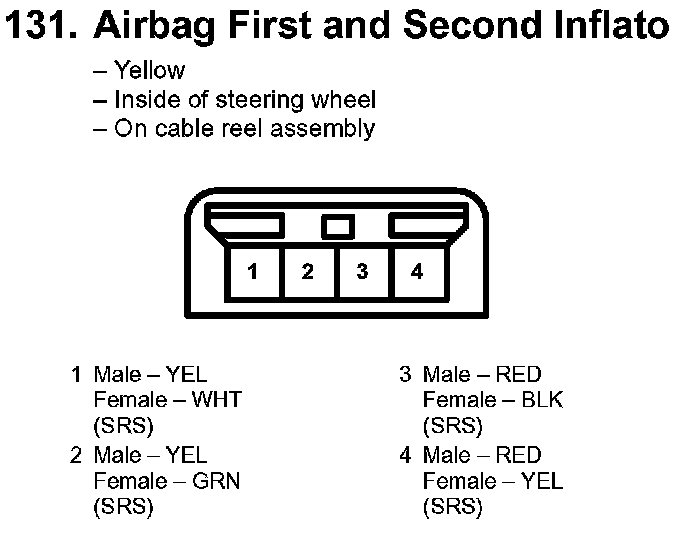 131. Airbag First and Second Inflato
– Yellow
– Inside of steering wheel
– On cable reel assembly
1 2 3 4
1 Male – YEL
Female – WHT
(SRS)
2 Male – YEL
Female – GRN
(SRS)
3 Male – RED
Female – BLK
(SRS)
4 Male – RED
Female – YEL
(SRS)